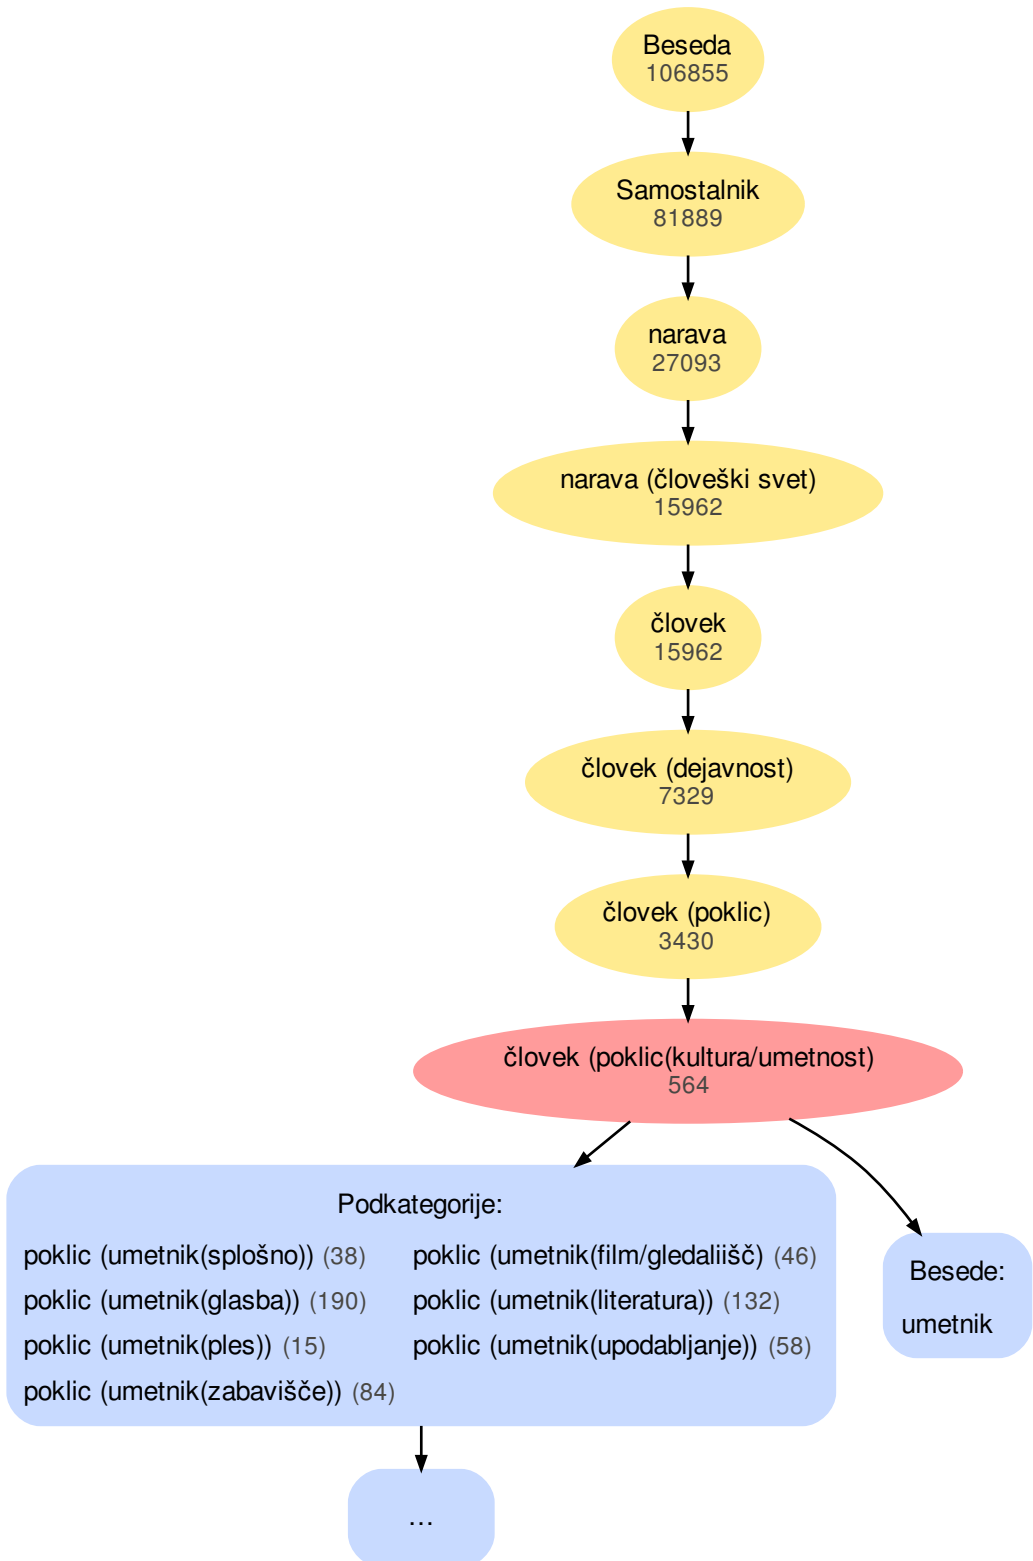 Beseda
106855
Samostalnik
81889
narava
27093
narava (človeški svet)
15962
človek
15962
človek (dejavnost)
7329
človek (poklic)
3430
človek (poklic(kultura/umetnost)
564
Podkategorije:
poklic (umetnik(splošno)) (38) poklic (umetnik(film/gledaliišč) (46)
poklic (umetnik(glasba)) (190) poklic (umetnik(literatura)) (132)
poklic (umetnik(ples)) (15) poklic (umetnik(upodabljanje)) (58)
poklic (umetnik(zabavišče)) (84)
Besede:
umetnik
...